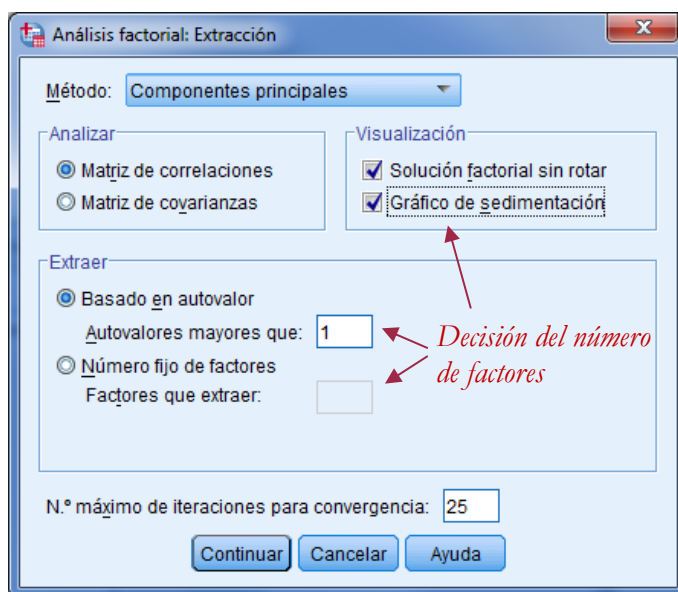 Análisis factorial: Extracción
Método: Componentes principales
Analizar
Matriz de correlaciones
Matriz de covarianzas
Visualización
Solución factorial sin rotar
Gráfico de sedimentación
Extraer
Basado en autovalor
Autovalores mayores que: 1
Número fijo de factores
Factores que extraer:
Decisión del número
de factores
N.º máximo de iteraciones para convergencia: 25
Continuar Cancelar Ayuda